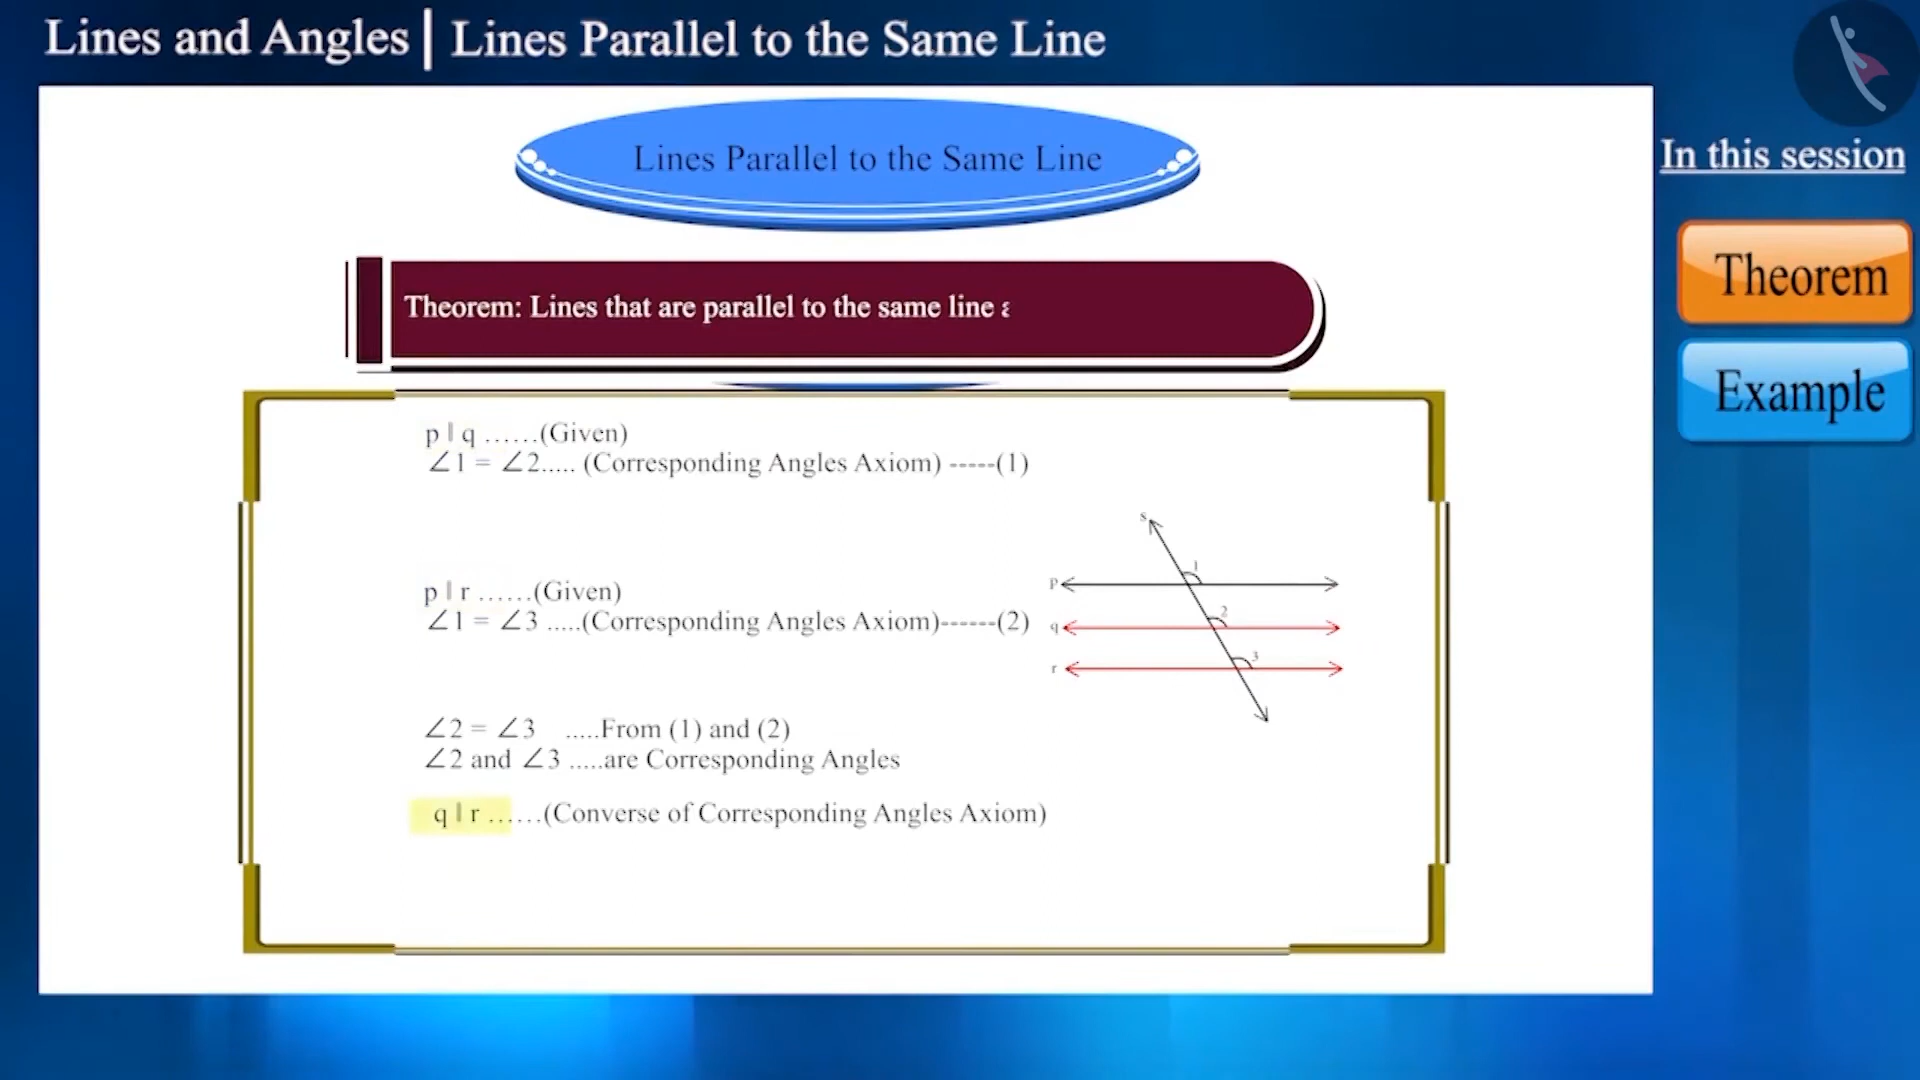 Lines and Angles | Lines Parallel to the Same Line
In this session
Theorem
Example
Lines Parallel to the Same Line
Theorem: Lines that are parallel to the same line
p || q ......(Given)
∠1 = ∠2..... (Corresponding Angles Axiom) -----(1)
p || r ......(Given)
∠1 = ∠3 .....(Corresponding Angles Axiom)------(2)
∠2 = ∠3 .....From (1) and (2)
∠2 and ∠3 .....are Corresponding Angles
q || r ......(Converse of Corresponding Angles Axiom)
s
1
p
2
q
3
r